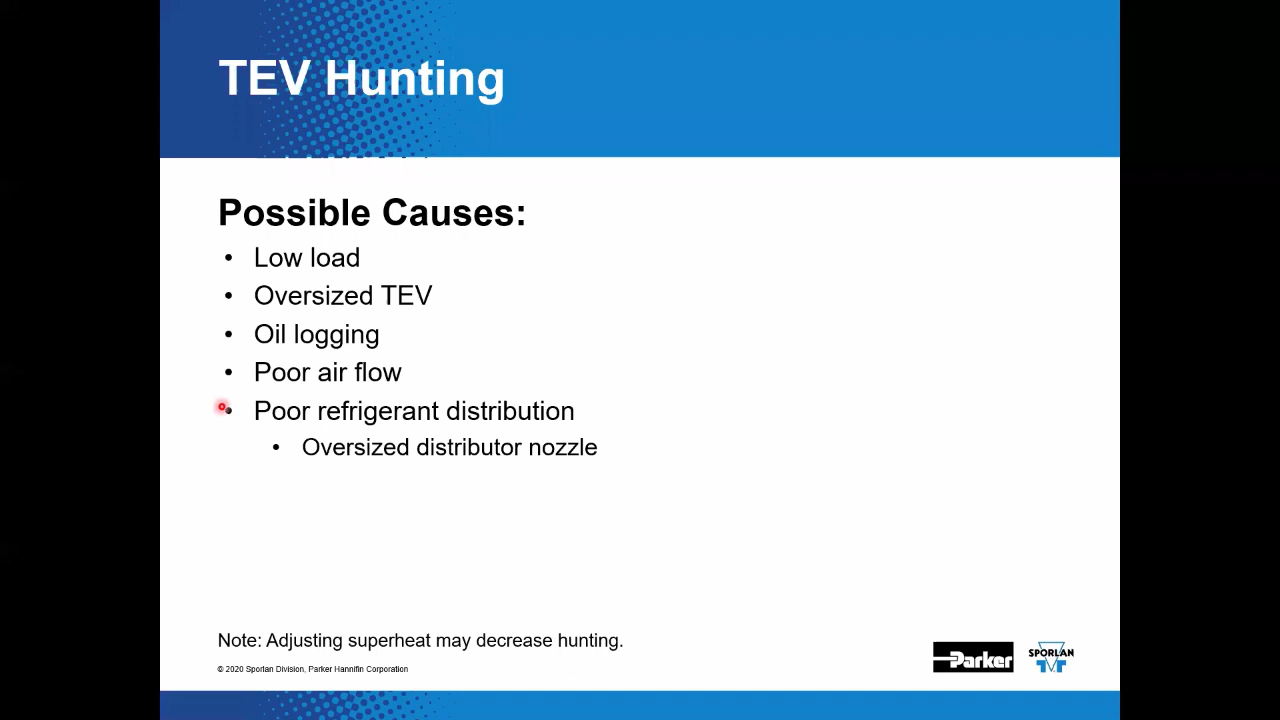 TEV Hunting
Possible Causes:
• Low load
• Oversized TEV
• Oil logging
• Poor air flow
• Poor refrigerant distribution
• Oversized distributor nozzle
Note: Adjusting superheat may decrease hunting.
© 2020 Sporlan Division, Parker Hannifin Corporation
Parker
SPORLAN